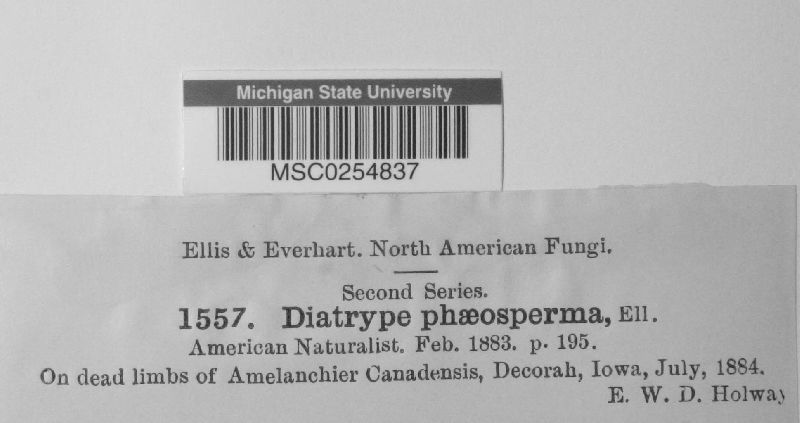 Michigan State University
MSC0254837
Ellis & Everhart. North American Fungi.
Second Series.
1557. Diatrype phæosperma, Ell.
American Naturalist. Feb. 1883. p. 195.
On dead limbs of Amelanchier Canadensis, Decorah, Iowa, July, 1884.
E. W. D. Holway